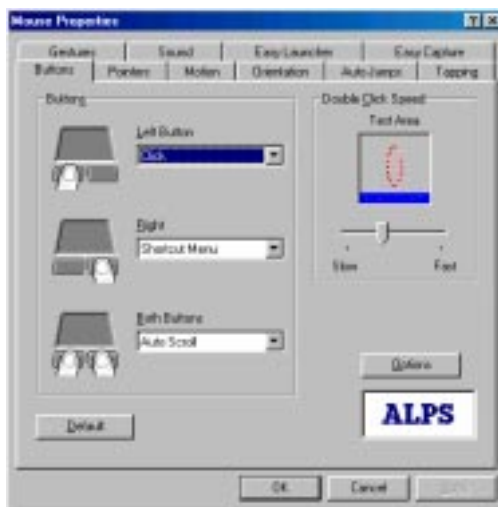 Mouse Properties
Gestures Sound Easy Launcher Easy Capture
Buttons Pointers Motion Orientation Auto Jumps Tapping
Buttons
Left Button
Click
Right
Shortcut Menu
Both Buttons
Auto Scroll
Default
Double Click Speed
Test Area
Slow Fast
Options
ALPS
OK Cancel